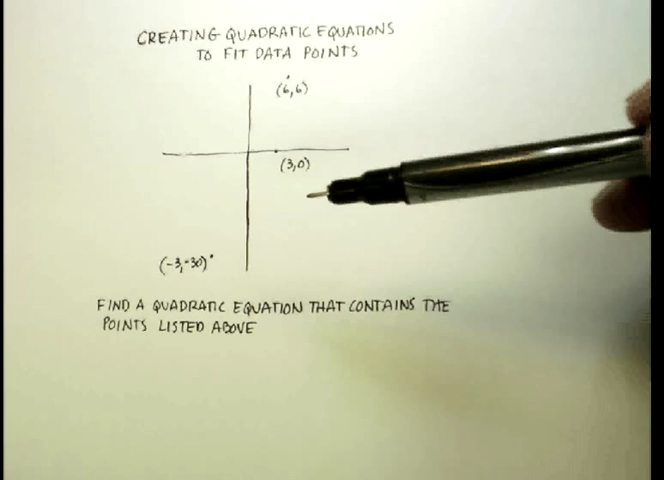 CREATING QUADRATIC EQUATIONS
TO FIT DATA POINTS
(6,6)
(3,0)
(-3,-30)
FIND A QUADRATIC EQUATION THAT CONTAINS THE
POINTS LISTED ABOVE